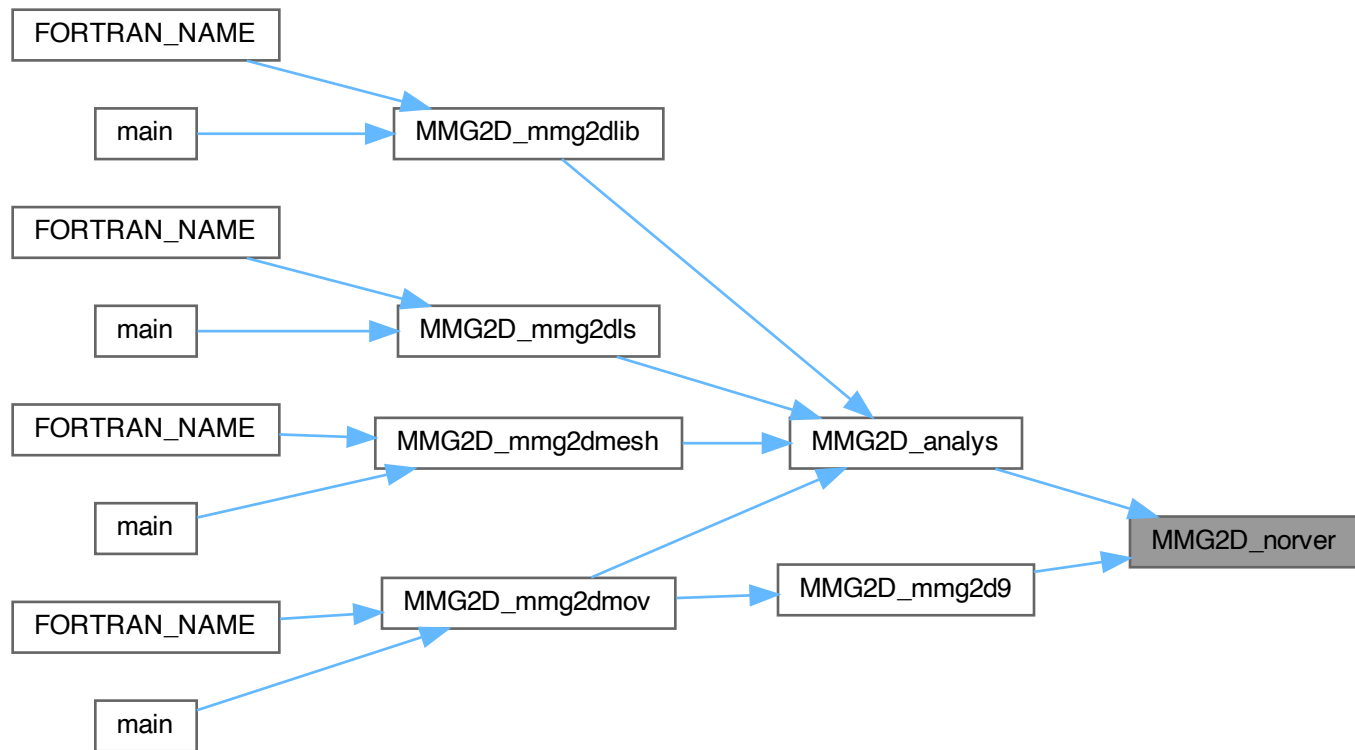 FORTRAN_NAME
main
MMG2D_mmg2dlib
FORTRAN_NAME
main
MMG2D_mmg2dls
FORTRAN_NAME
main
MMG2D_mmg2dmesh
MMG2D_analys
MMG2D_norver
FORTRAN_NAME
main
MMG2D_mmg2dmov
MMG2D_mmg2d9